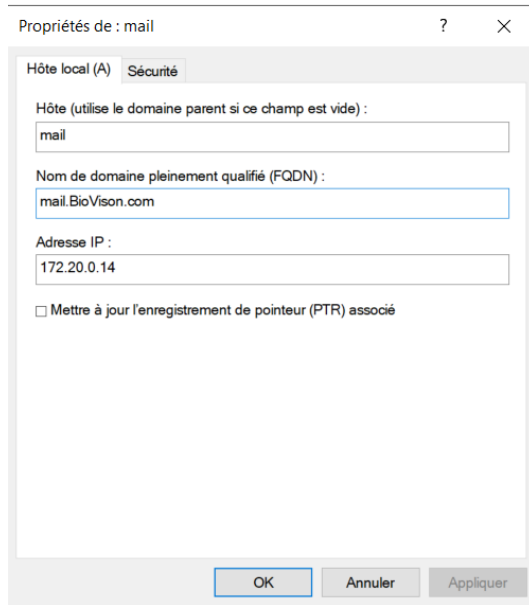 Propriétés de : mail
?
Hôte local (A)
Sécurité
Hôte (utilise le domaine parent si ce champ est vide) :
mail
Nom de domaine pleinement qualifié (FQDN) :
mail.BioVison.com
Adresse IP :
172.20.0.14
Mettre à jour l'enregistrement de pointeur (PTR) associé
OK
Annuler
Appliquer